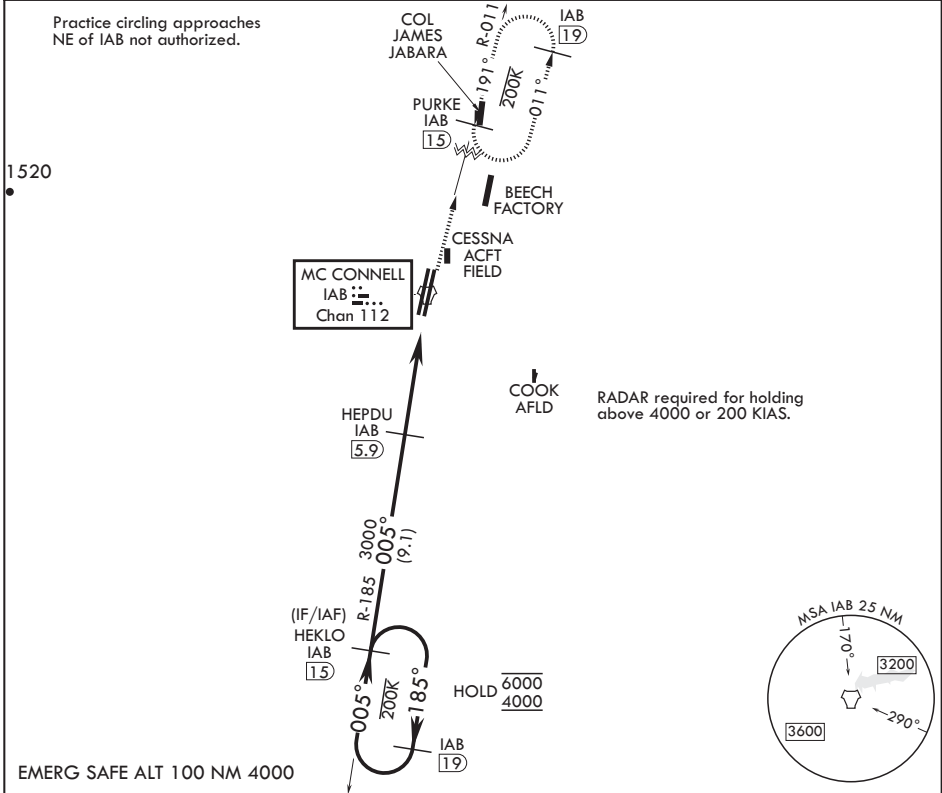 Practice circling approaches
NE of IAB not authorized.
COL
JAMES
JABARA
R-011
191°
IAB
19
200K
011°
PURKE
IAB
15
1520
BEECH
FACTORY
CESSNA
ACFT
FIELD
MC CONNELL
IAB
Chan 112
COOK
AFLD
RADAR required for holding
above 4000 or 200 KIAS.
HEPDU
IAB
5.9
3000
005°
(9.1)
R-185
(IF/IAF)
HEKLO
IAB
15
005°
200K
185°
HOLD 6000
4000
IAB
19
MSA IAB 25 NM
170°
3200
290°
3600
EMERG SAFE ALT 100 NM 4000